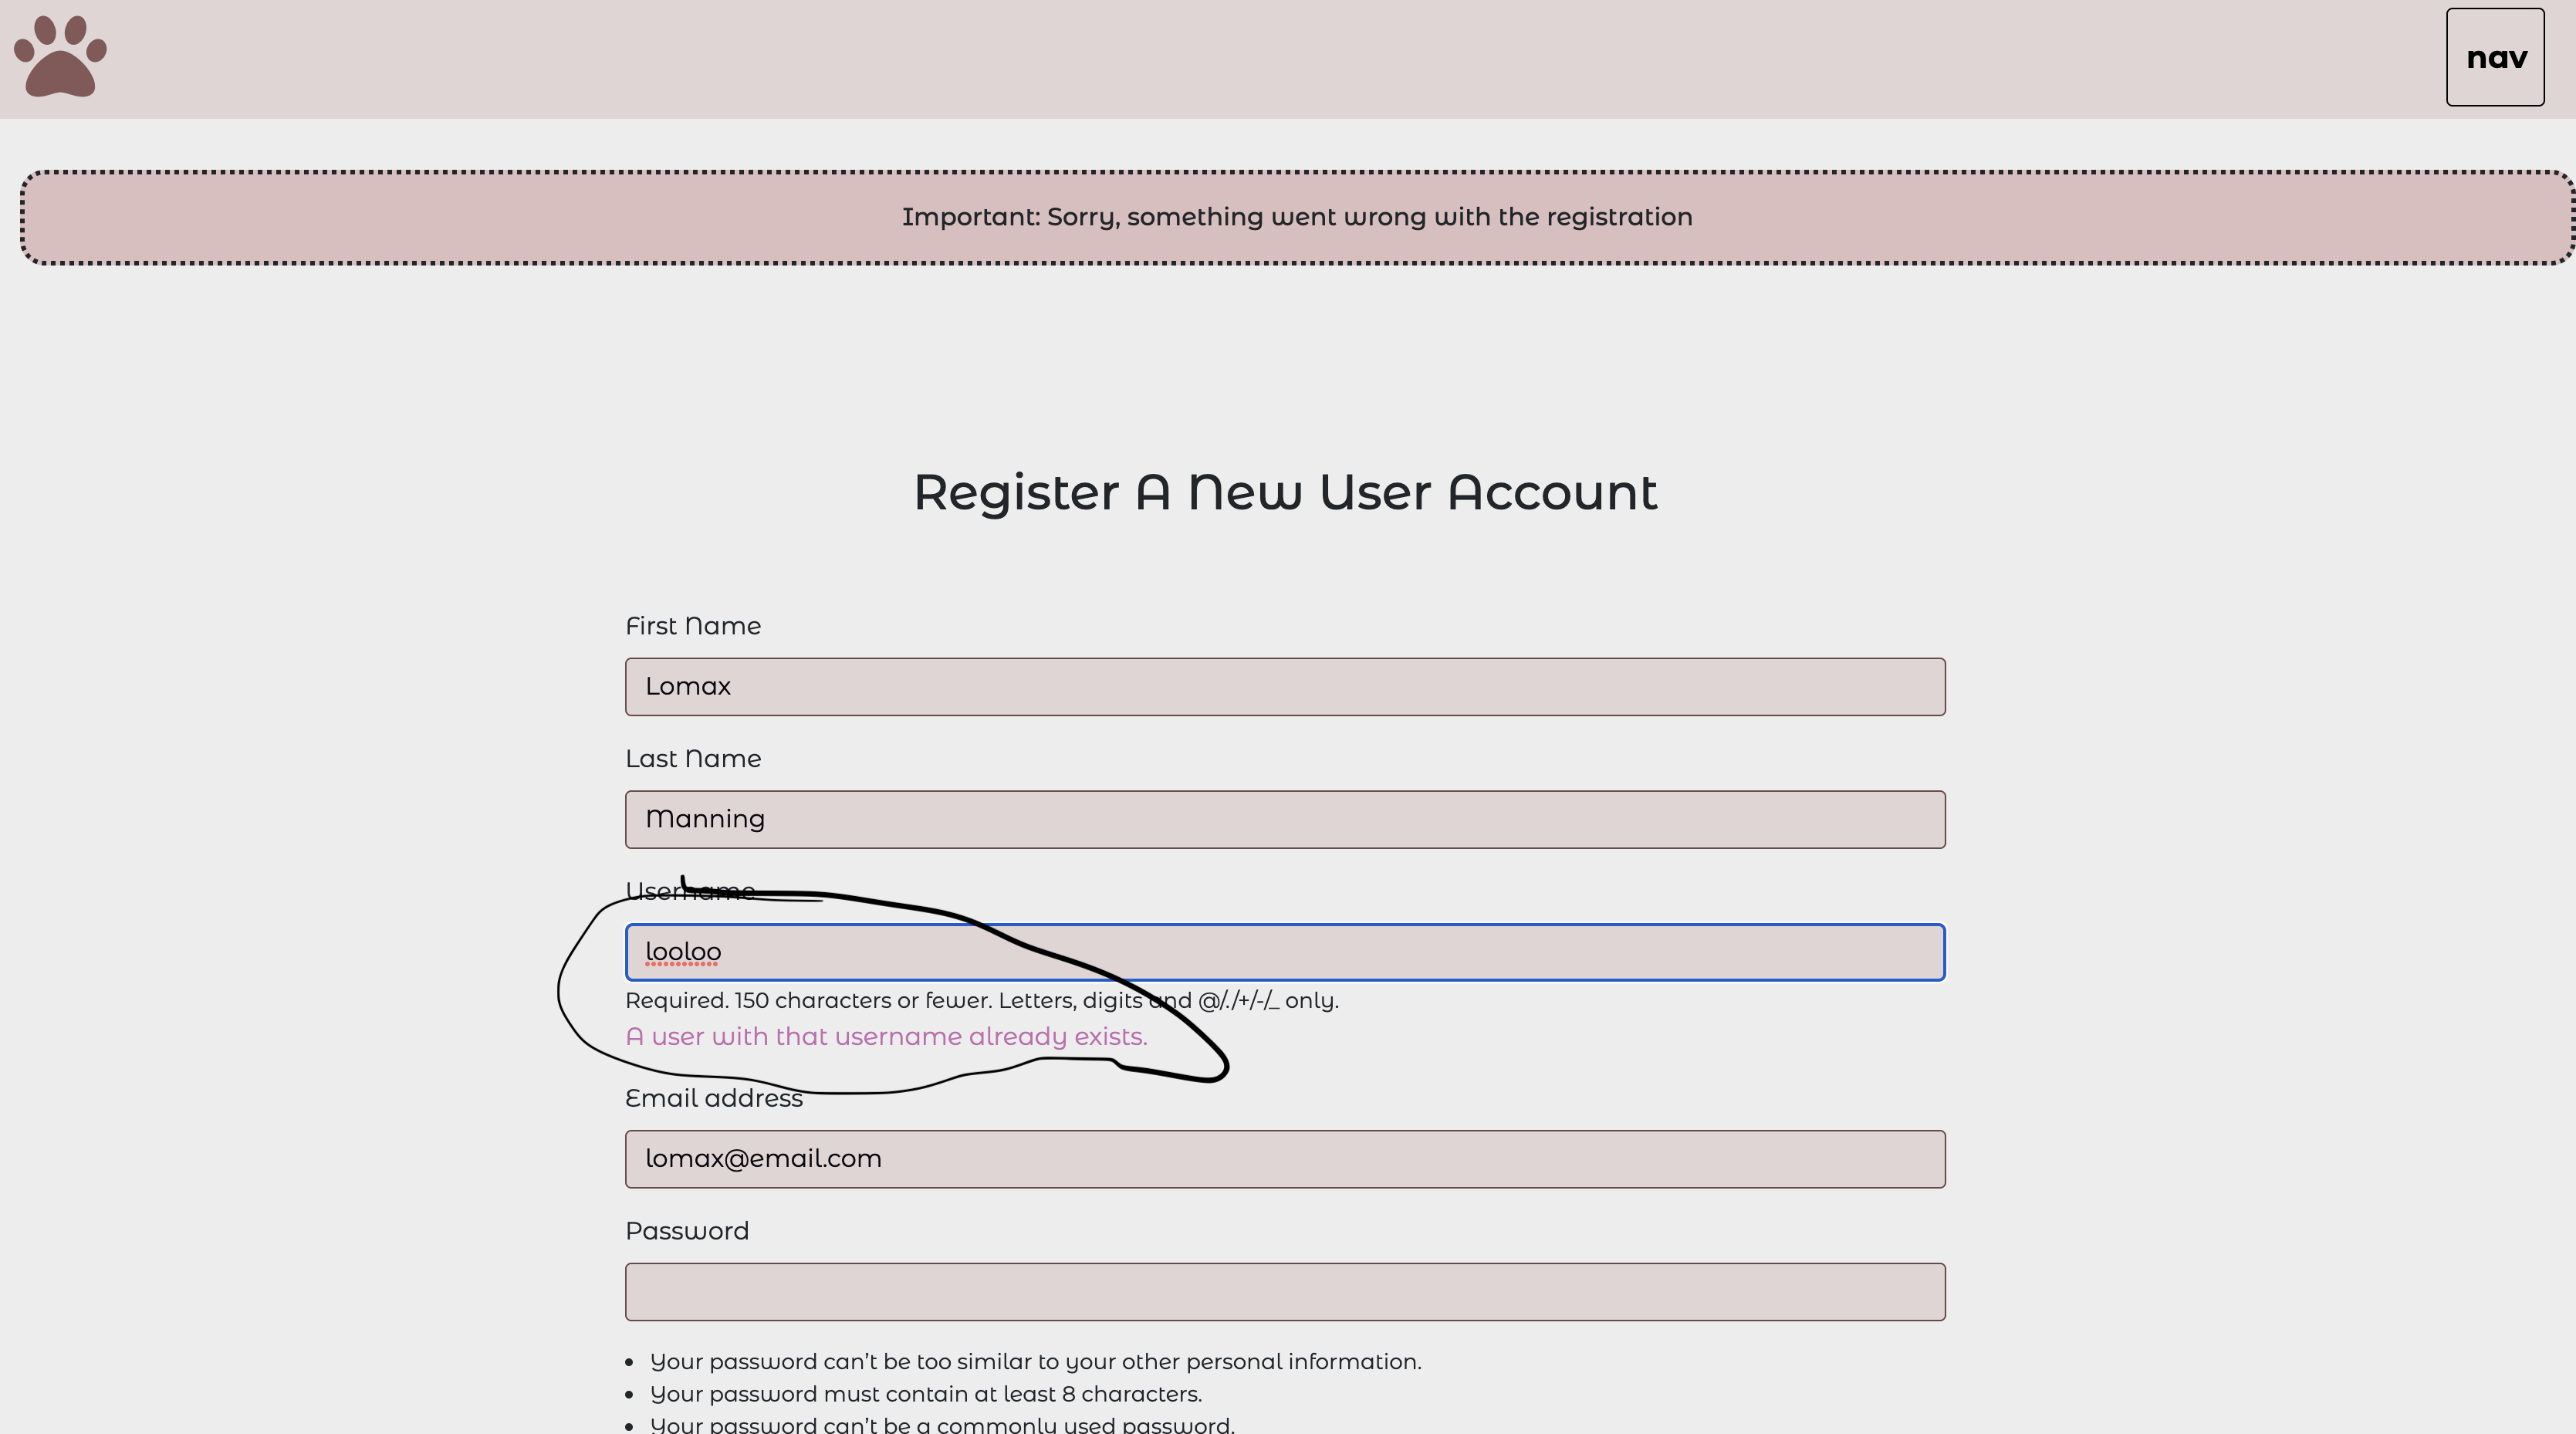 nav
Important: Sorry, something went wrong with the registration
Register A New User Account
First Name
Lomax
Last Name
Manning
Username
looloo
Required. 150 characters or fewer. Letters, digits and @/./+/-/_ only.
A user with that username already exists.
Email address
lomax@email.com
Password
Your password can’t be too similar to your other personal information.
Your password must contain at least 8 characters.
Your password can’t be a commonly used password.